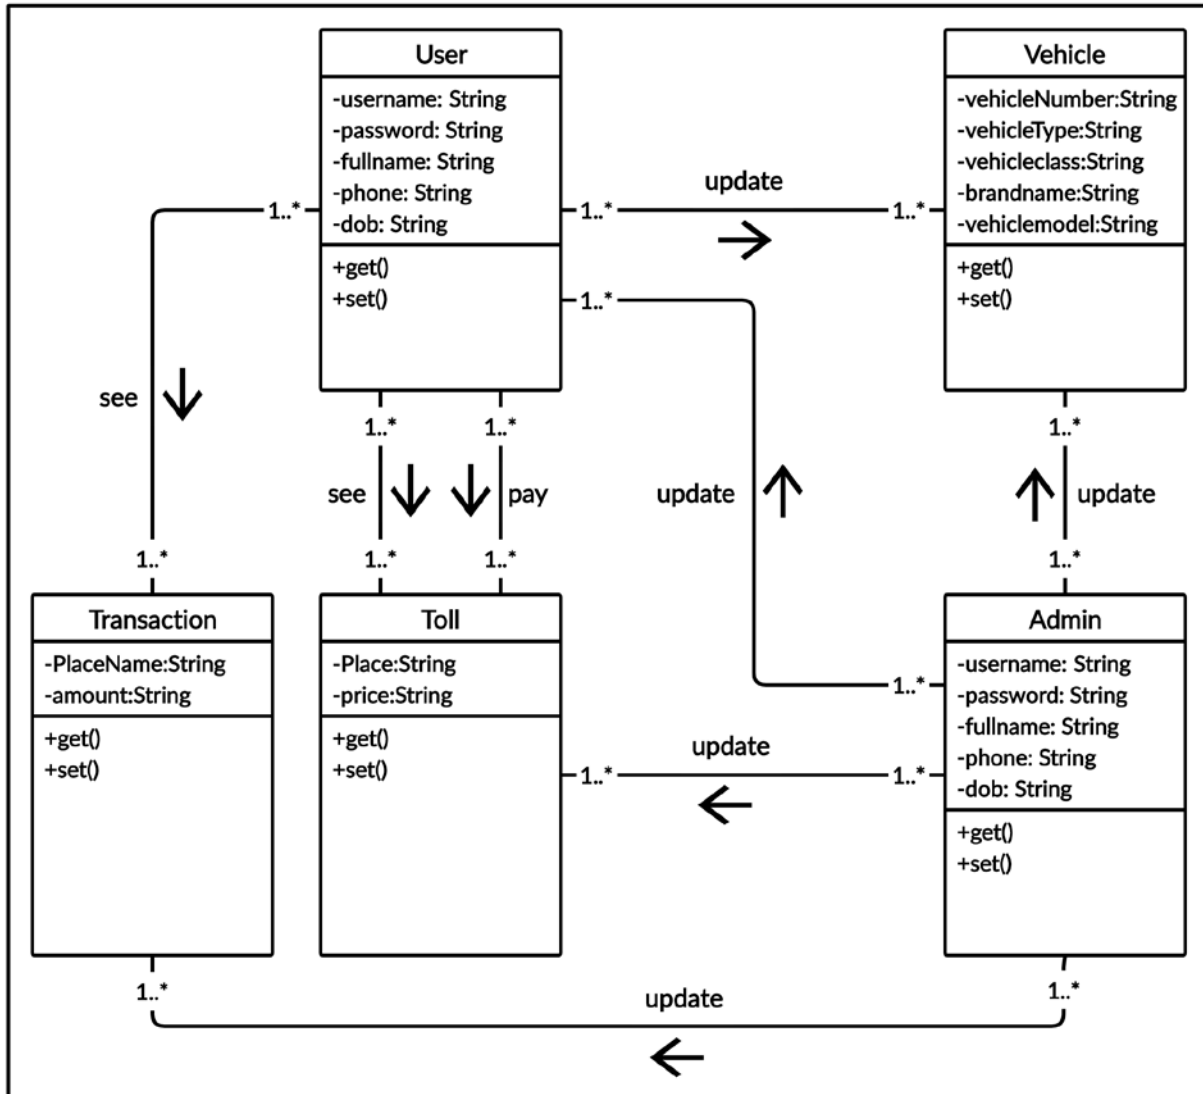 User
-username: String
-password: String
-fullname: String
-phone: String
-dob: String
+get()
+set()
Vehicle
-vehicleNumber:String
-vehicleType:String
-vehicleclass:String
-brandname:String
-vehiclemodel:String
+get()
+set()
1..*
1..*
update
1..*
1..*
see
1..*
1..*
see
pay
update
1..*
update
1..*
1..*
1..*
1..*
Transaction
-PlaceName:String
-amount:String
+get()
+set()
Toll
-Place:String
-price:String
+get()
+set()
Admin
-username: String
-password: String
-fullname: String
-phone: String
-dob: String
+get()
+set()
1..*
update
1..*
1..*
1..*
update
1..*